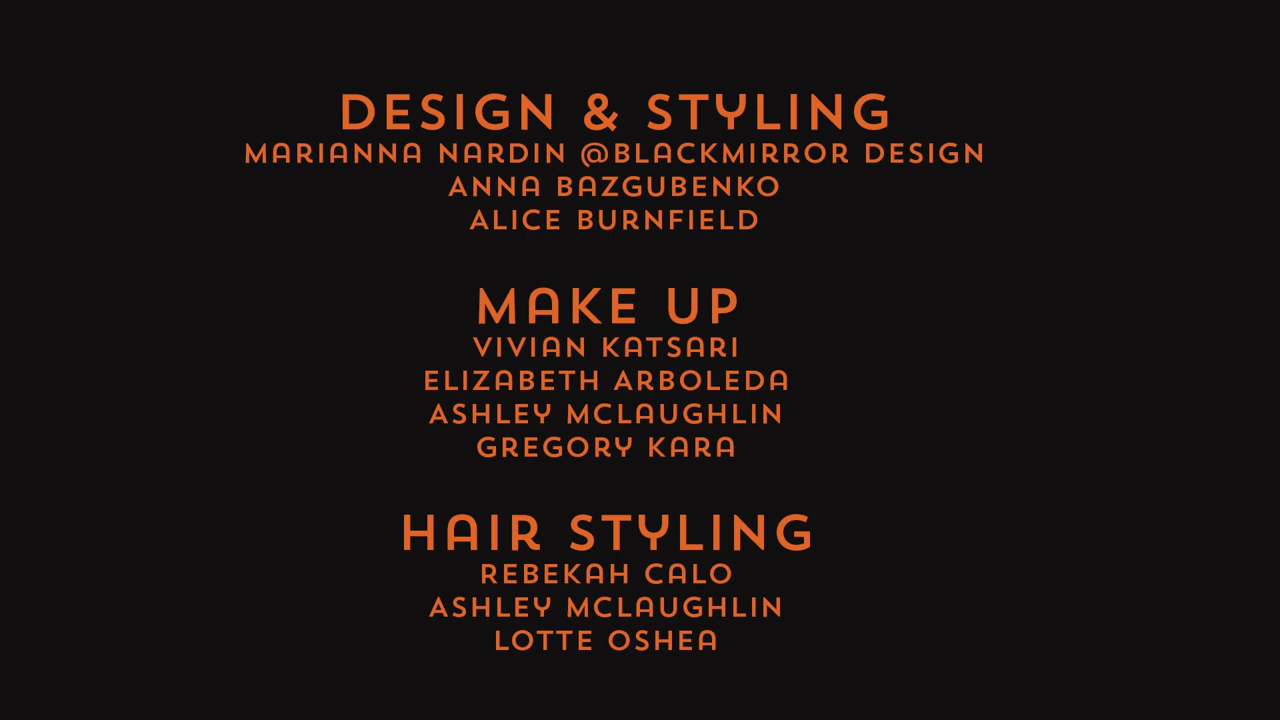 DESIGN & STYLING
MARIANNA NARDIN @BLACKMIRROR DESIGN
ANNA BAZGUBENKO
ALICE BURNFIELD
MAKE UP
VIVIAN KATSARI
ELIZABETH ARBOLEDA
ASHLEY MCLAUGHLIN
GREGORY KARA
HAIR STYLING
REBEKAH CALO
ASHLEY MCLAUGHLIN
LOTTE OSHEA